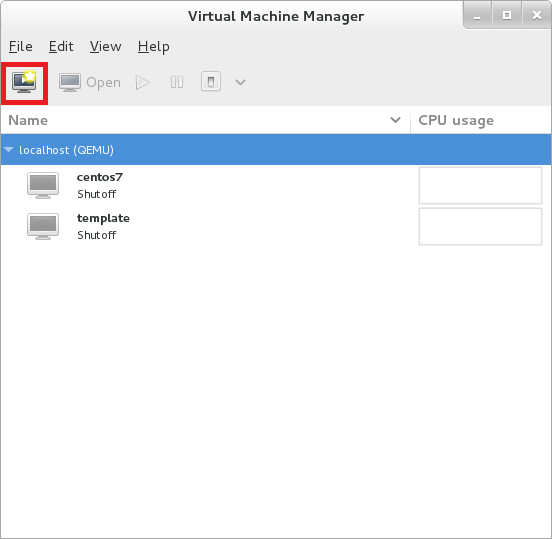 Virtual Machine Manager
File Edit View Help
Open
Name CPU usage
localhost (QEMU)
centos7
Shutoff
template
Shutoff